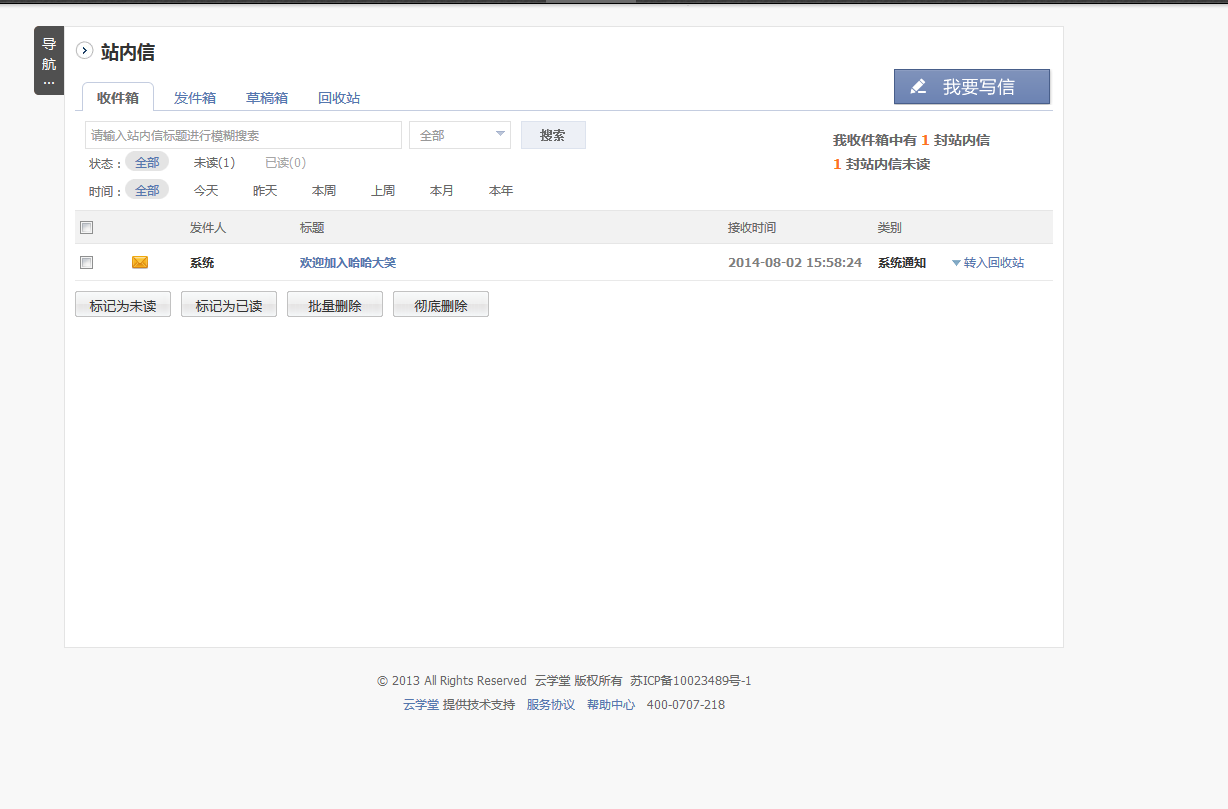 导航...
站内信
我要写信
收件箱 发件箱 草稿箱 回收站
请输入站内信标题进行模糊搜索 全部 搜索
我收件箱中有 1 封站内信
1 封站内信未读
状态： 全部 未读(1) 已读(0)
时间： 全部 今天 昨天 本周 上周 本月 本年
发件人 标题 接收时间 类别
系统 欢迎加入哈哈大笑 2014-08-02 15:58:24 系统通知 转入回收站
标记为未读 标记为已读 批量删除 彻底删除
© 2013 All Rights Reserved 云学堂 版权所有 苏ICP备10023489号-1
云学堂 提供技术支持 服务协议 帮助中心 400-0707-218